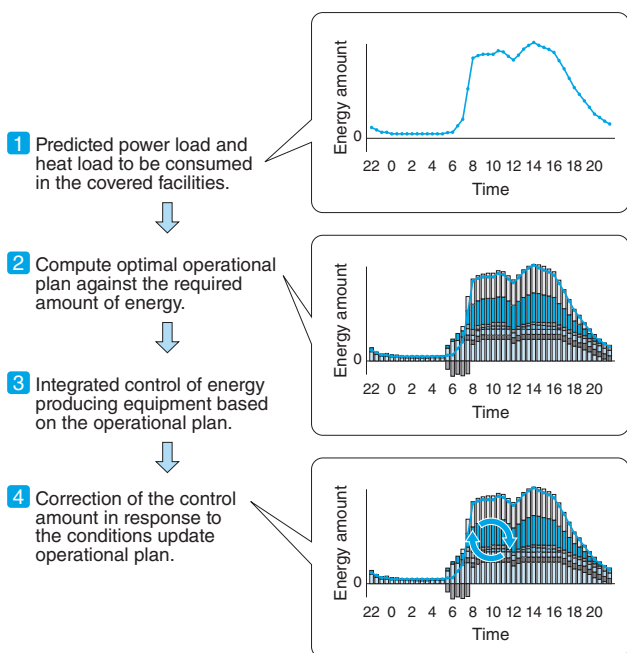 1 Predicted power load and
heat load to be consumed
in the covered facilities.
Energy amount
0
22 0 2 4 6 8 10 12 14 16 18 20
Time
2 Compute optimal operational
plan against the required
amount of energy.
Energy amount
0
22 0 2 4 6 8 10 12 14 16 18 20
Time
3 Integrated control of energy
producing equipment based
on the operational plan.
4 Correction of the control
amount in response to
the conditions update
operational plan.
Energy amount
0
22 0 2 4 6 8 10 12 14 16 18 20
Time